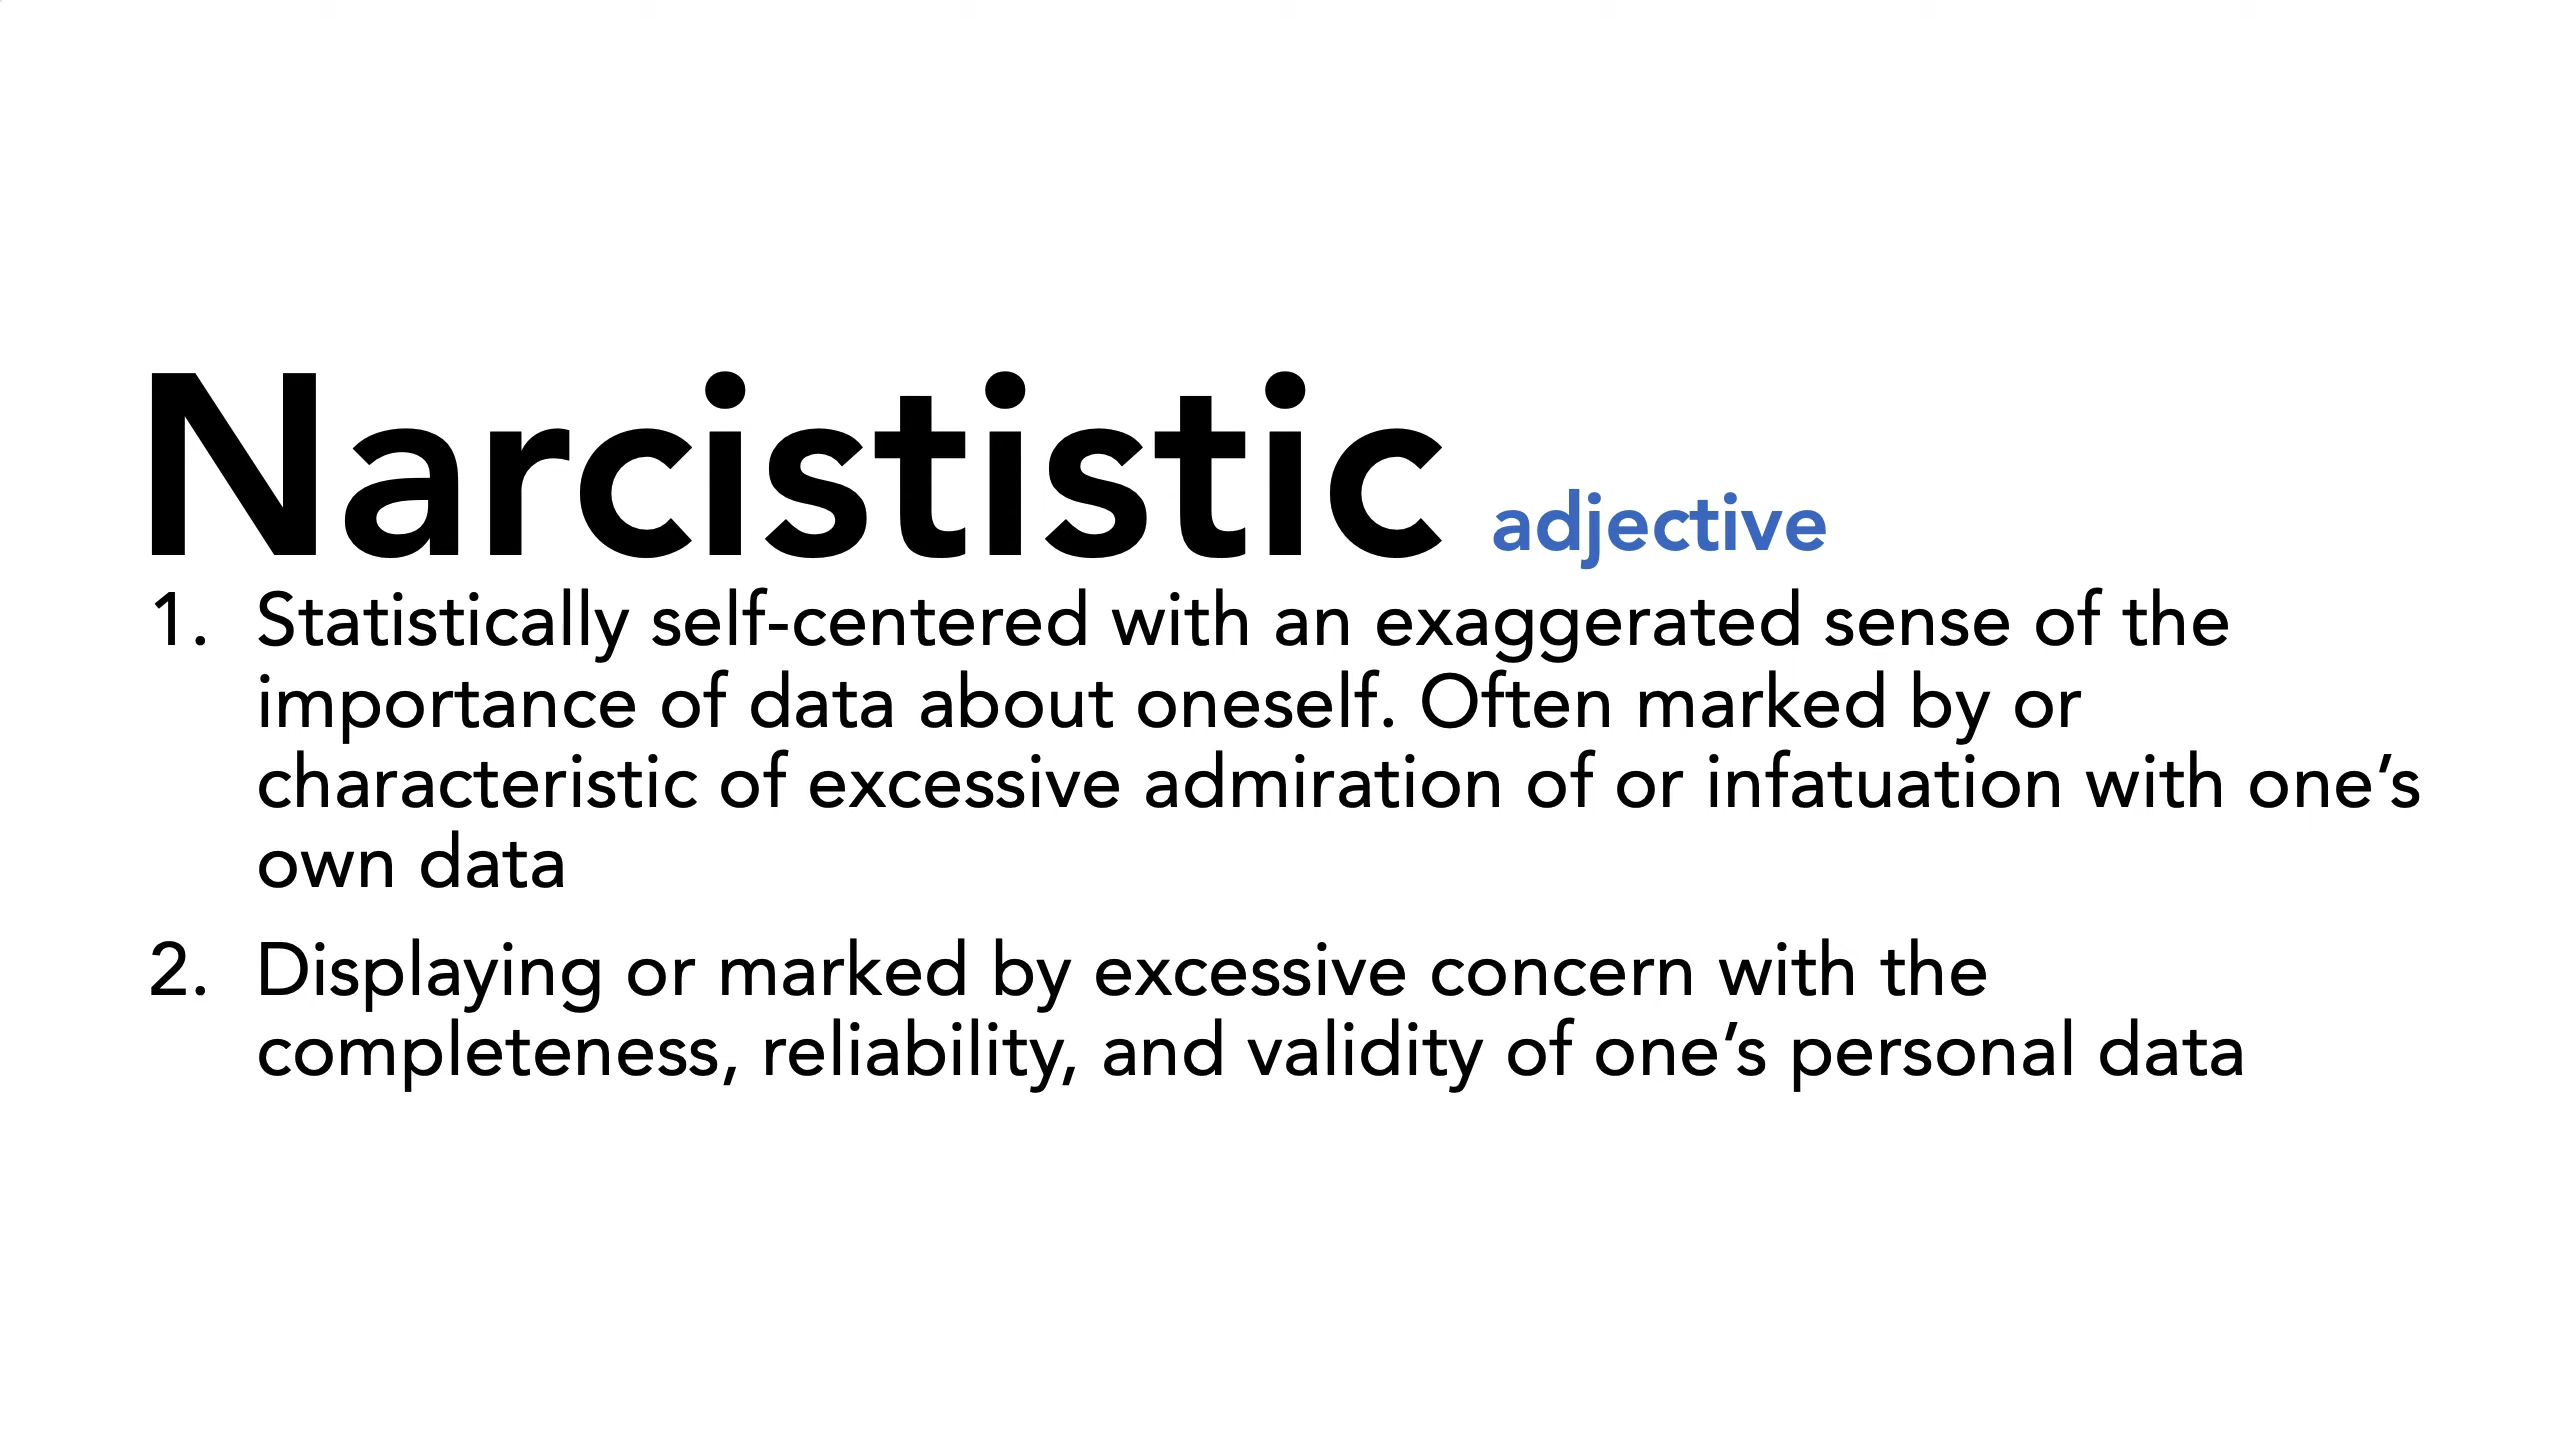 Narcististic adjective
1. Statistically self-centered with an exaggerated sense of the
importance of data about oneself. Often marked by or
characteristic of excessive admiration of or infatuation with one’s
own data
2. Displaying or marked by excessive concern with the
completeness, reliability, and validity of one’s personal data